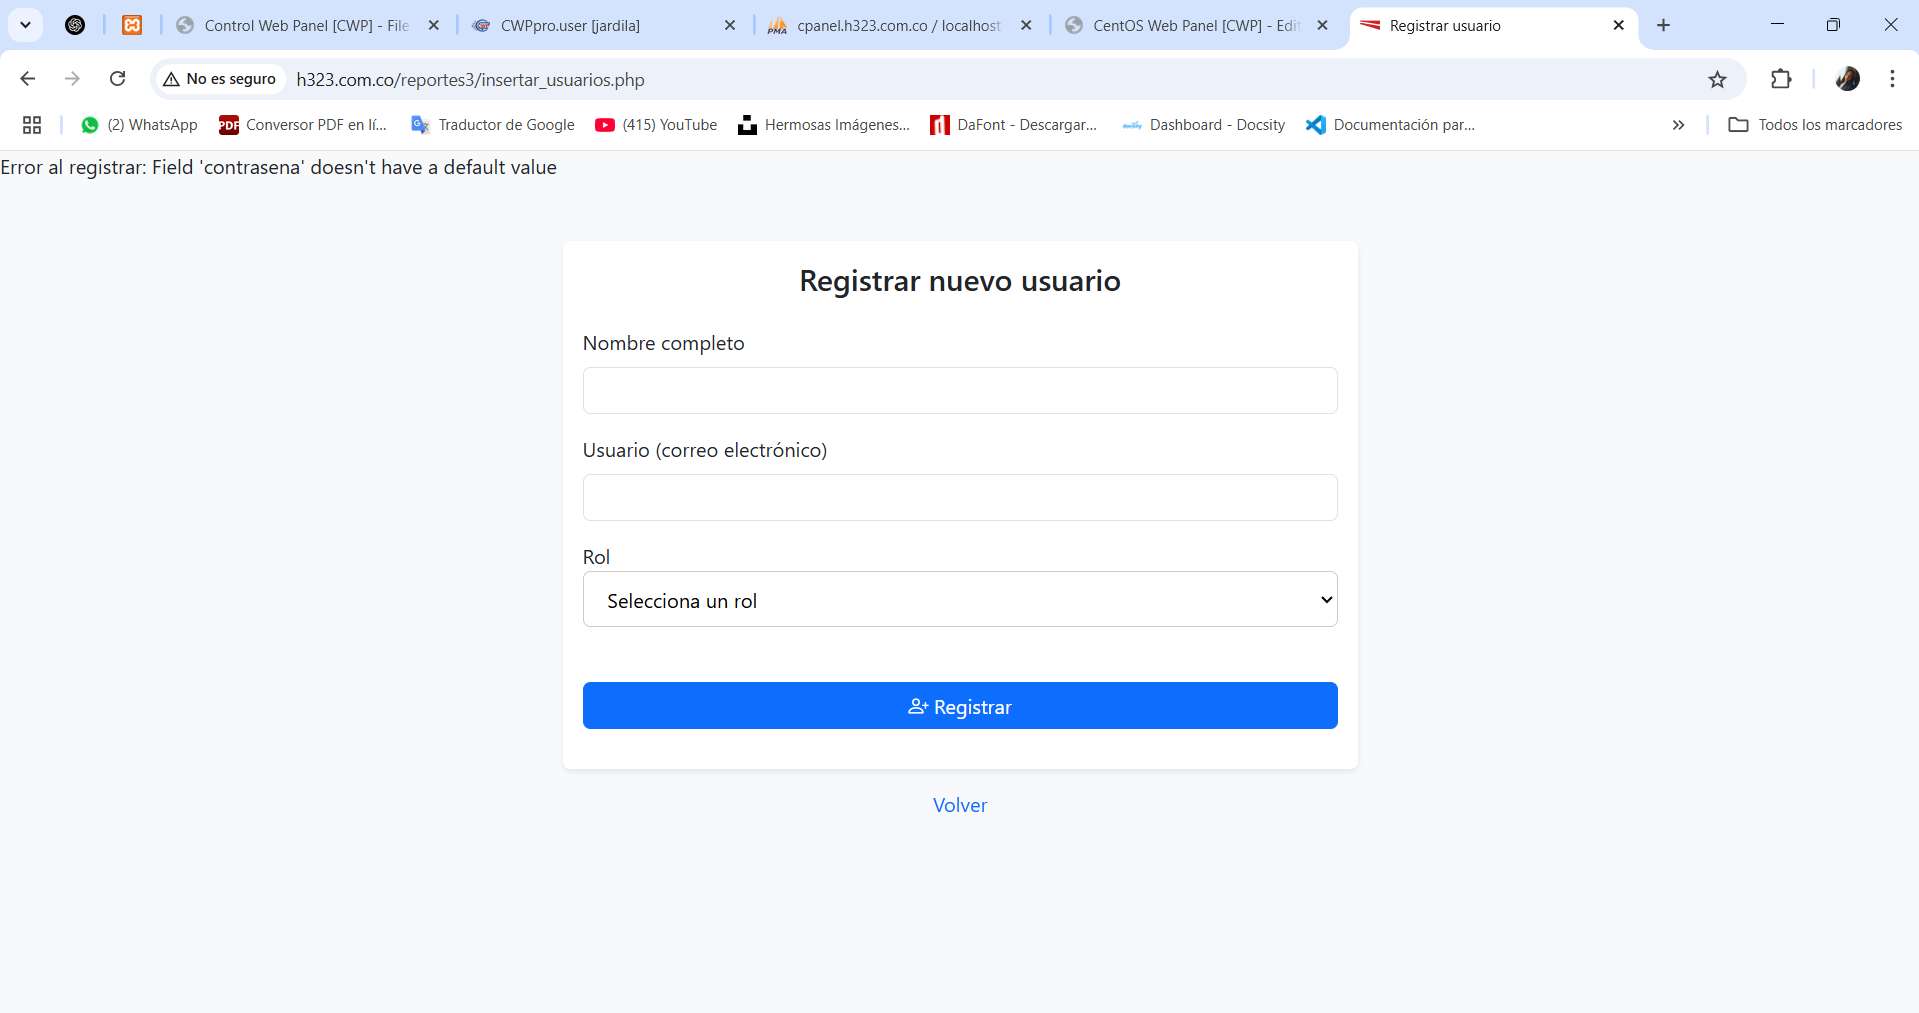 Control Web Panel [CWP] - File
CWPpro.user [jardila]
PMA
cpanel.h323.com.co / localhost
CentOS Web Panel [CWP] - Edit
Registrar usuario
No es seguro
h323.com.co/reportes3/insertar_usuarios.php
(2) WhatsApp
PDF
Conversor PDF en lí...
Traductor de Google
(415) YouTube
Hermosas Imágenes...
DaFont - Descargar...
Dashboard - Docsity
Documentación par...
Todos los marcadores
Error al registrar: Field 'contrasena' doesn't have a default value
Registrar nuevo usuario
Nombre completo
Usuario (correo electrónico)
Rol
Selecciona un rol
Registrar
Volver